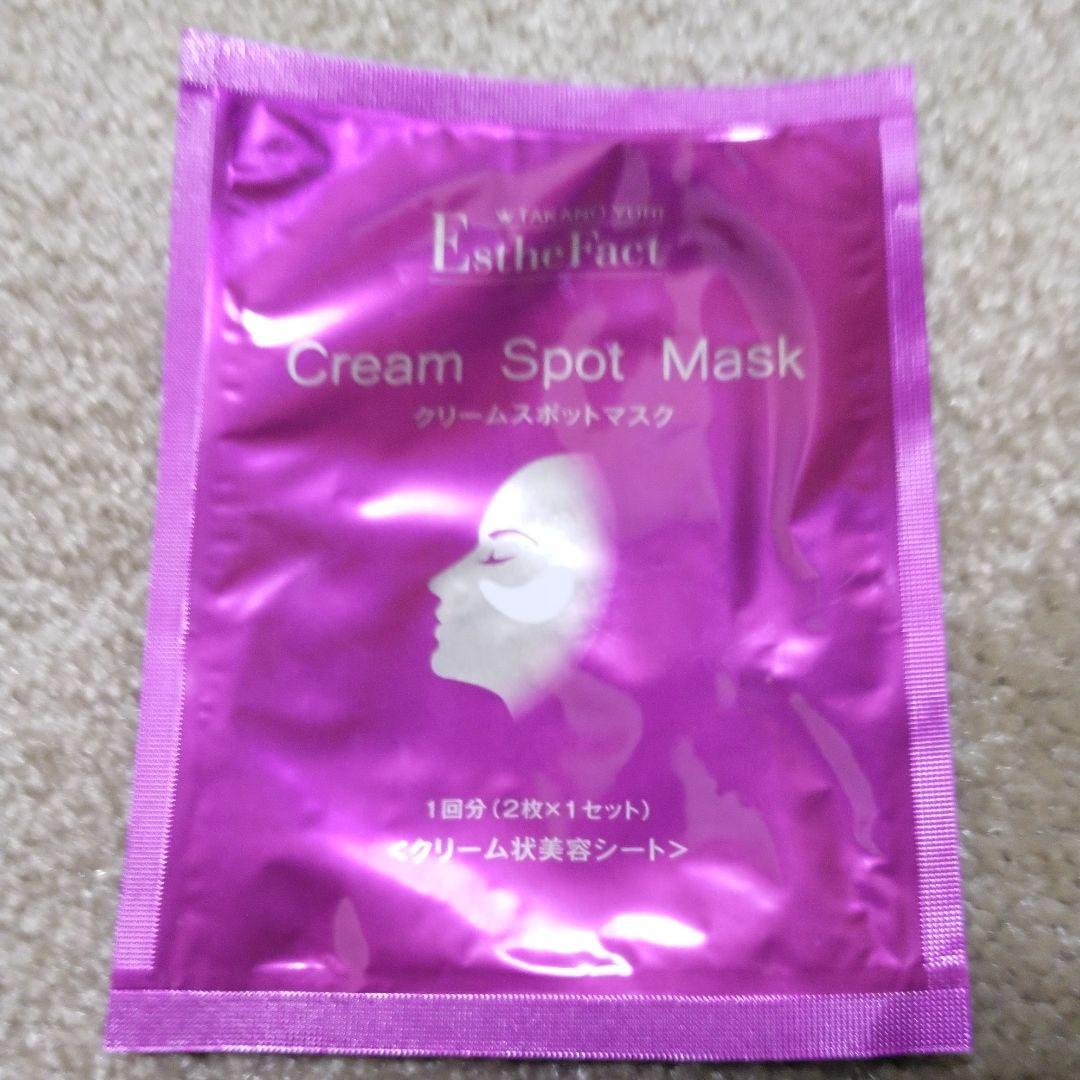 TAKANO YURI
EstheFact
Cream Spot Mask
クリームスポットマスク
1回分(2枚×1セット)
<クリーム状美容シート>